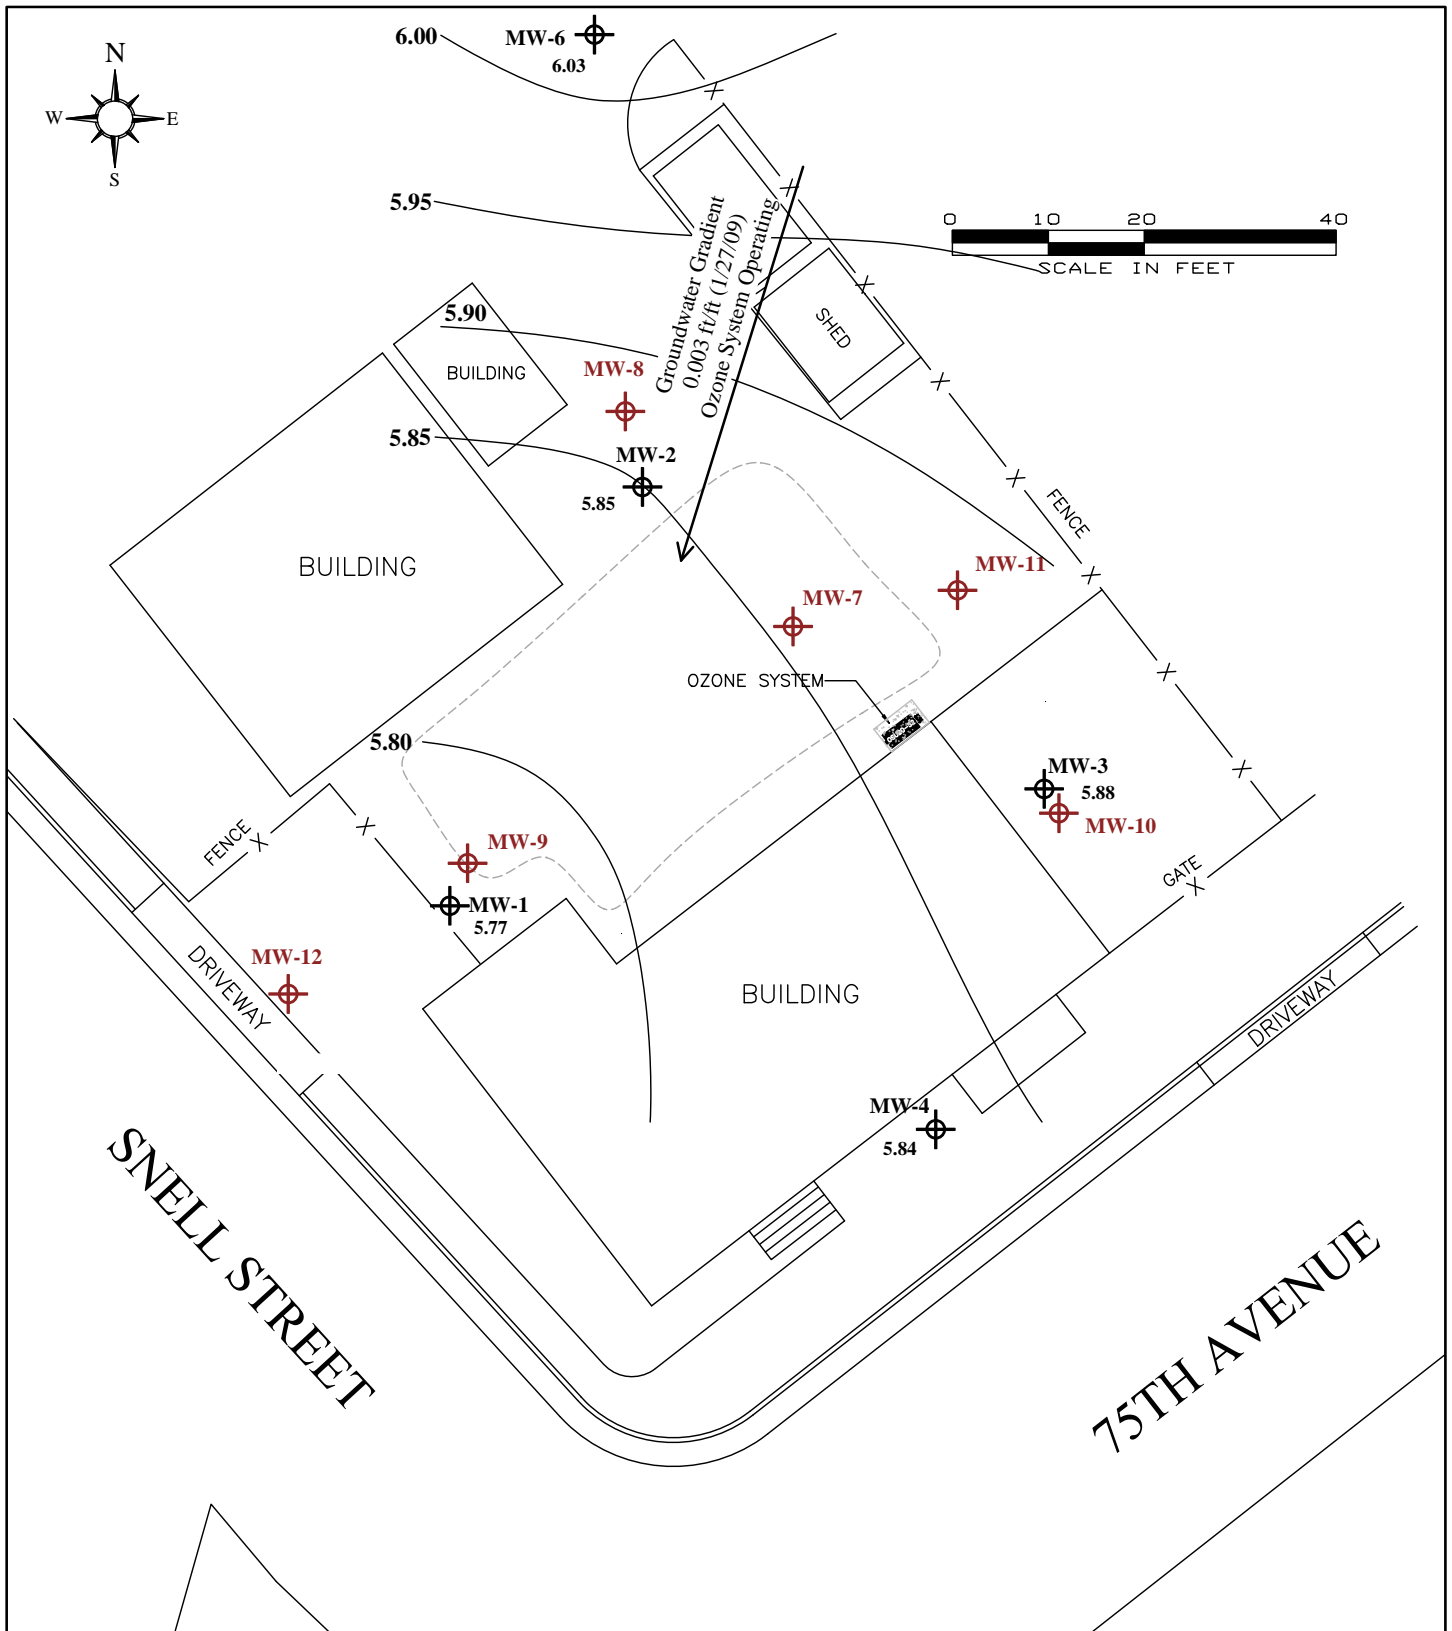 N
W
E
S
6.00
MW-6
6.03
5.95
0 10 20 40
SCALE IN FEET
Groundwater Gradient
0.003 ft/ft (1/27/09)
Ozone System Operating
X
X
X
SHED
5.90
BUILDING
MW-8
X
5.85
MW-2
5.85
X
FENCE
BUILDING
MW-11
X
MW-7
OZONE SYSTEM
X
5.80
MW-3
5.88
X
MW-10
FENCE
X
X
MW-9
GATE
X
MW-1
5.77
MW-12
DRIVEWAY
BUILDING
DRIVEWAY
MW-4
5.84
SNELL STREET
75TH AVENUE